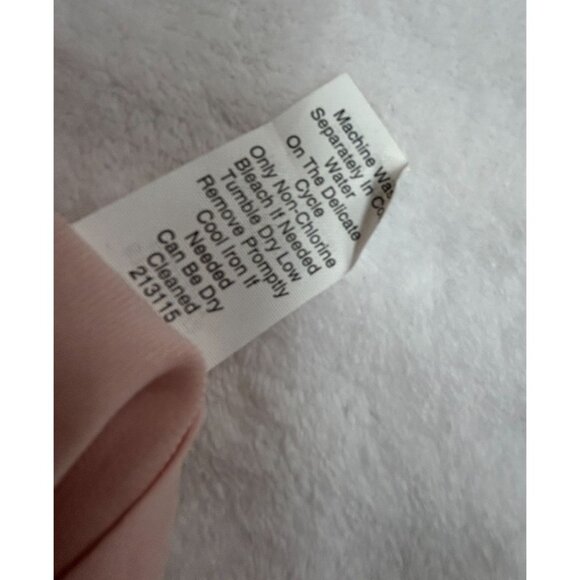 Machine Was
Separately In Co
Water
On The Delicate
Cycle
Only Non-Chlorine
Bleach If Needed
Tumble Dry Low
Remove Promptly
Cool Iron If
Needed
Can Be Dry
Cleaned
213115